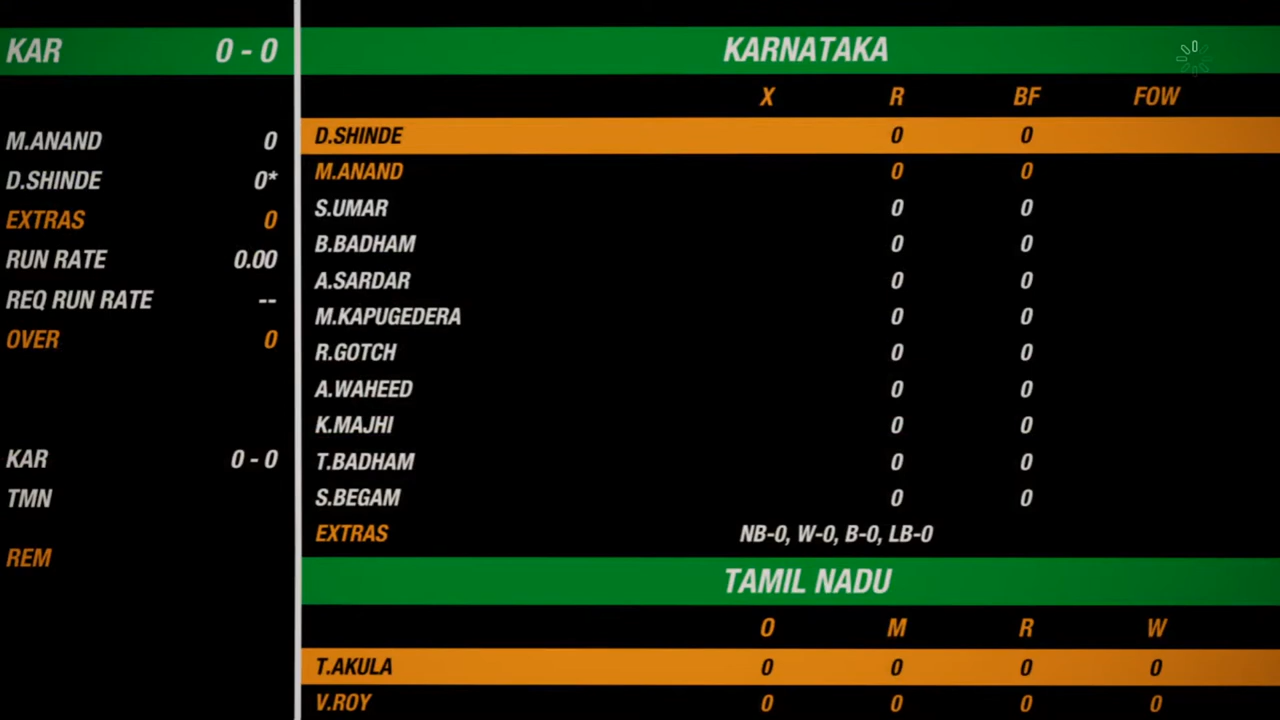 KAR 0 - 0
M.ANAND 0
D.SHINDE 0*
EXTRAS 0
RUN RATE 0.00
REQ RUN RATE --
OVER 0
KAR 0 - 0
TMN
REM
KARNATAKA
X R BF FOW
D.SHINDE 0 0
M.ANAND 0 0
S.UMAR 0 0
B.BADHAM 0 0
A.SARDAR 0 0
M.KAPUGEDERA 0 0
R.GOTCH 0 0
A.WAHEED 0 0
K.MAJHI 0 0
T.BADHAM 0 0
S.BEGAM 0 0
EXTRAS NB-0, W-0, B-0, LB-0
TAMIL NADU
O M R W
T.AKULA 0 0 0 0
V.ROY 0 0 0 0